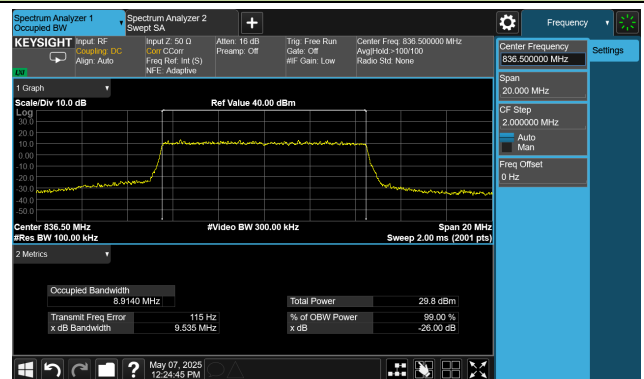 Spectrum Analyzer 1
Occupied BW
Spectrum Analyzer 2
Swept SA
+
Frequency
KEYSIGHT
Input: RF
Coupling: DC
Align: Auto
Input Z: 50 Ω
Corr CCorr
Freq Ref: Int (S)
NFE: Adaptive
Atten: 16 dB
Preamp: Off
Trig: Free Run
Gate: Off
#IF Gain: Low
Center Freq: 836.500000 MHz
Avg|Hold:>100/100
Radio Std: None
LXI
Center Frequency
836.500000 MHz
Settings
Span
20.000 MHz
CF Step
2.000000 MHz
Auto
Man
Freq Offset
0 Hz
1 Graph
Scale/Div 10.0 dB
Ref Value 40.00 dBm
Log
30.0
20.0
10.0
0.00
-10.0
-20.0
-30.0
-40.0
-50.0
Center 836.50 MHz
#Video BW 300.00 kHz
Span 20 MHz
#Res BW 100.00 kHz
Sweep 2.00 ms (2001 pts)
2 Metrics
Occupied Bandwidth
8.9140 MHz
Total Power 29.8 dBm
Transmit Freq Error 115 Hz
% of OBW Power 99.00 %
x dB Bandwidth 9.535 MHz
x dB -26.00 dB
?
May 07, 2025
12:24:45 PM